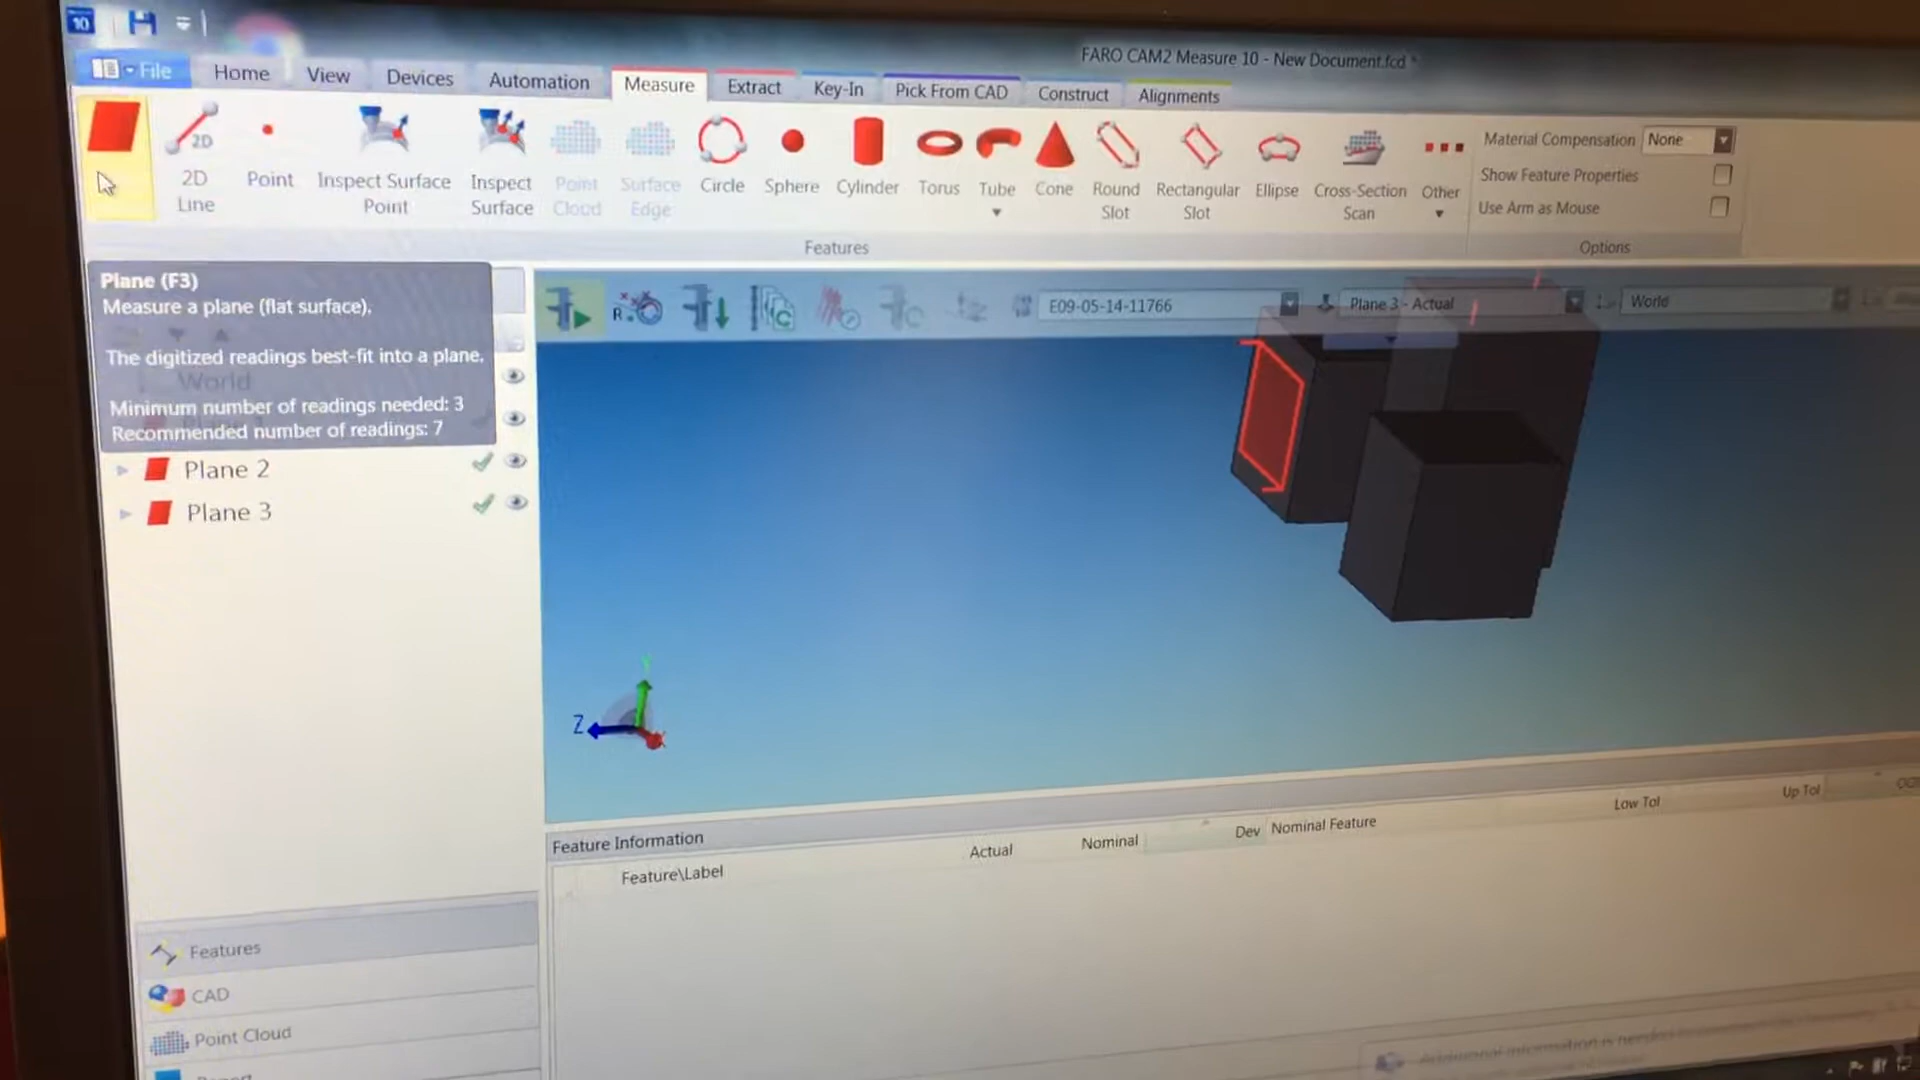 10
FARO CAM2 Measure 10 - New Document.fcd *
File Home View Devices Automation Measure Extract Key-In Pick From CAD Construct Alignments
2D
2D Line
Point
Inspect Surface Point
Inspect Surface
Point Cloud
Surface Edge
Circle
Sphere
Cylinder
Torus
Tube
Cone
Round Slot
Rectangular Slot
Ellipse
Cross-Section Scan
Other
Material Compensation None
Show Feature Properties
Use Arm as Mouse
Features
Options
Plane (F3)
Measure a plane (flat surface).
The digitized readings best-fit into a plane.
World
Minimum number of readings needed: 3
Recommended number of readings: 7
Plane 2
Plane 3
E09-05-14-11766
Plane 3 - Actual
World
Y
Z
X
Feature Information
Feature\Label
Actual
Nominal
Dev
Nominal Feature
Low Tol
Up Tol
Features
CAD
Point Cloud